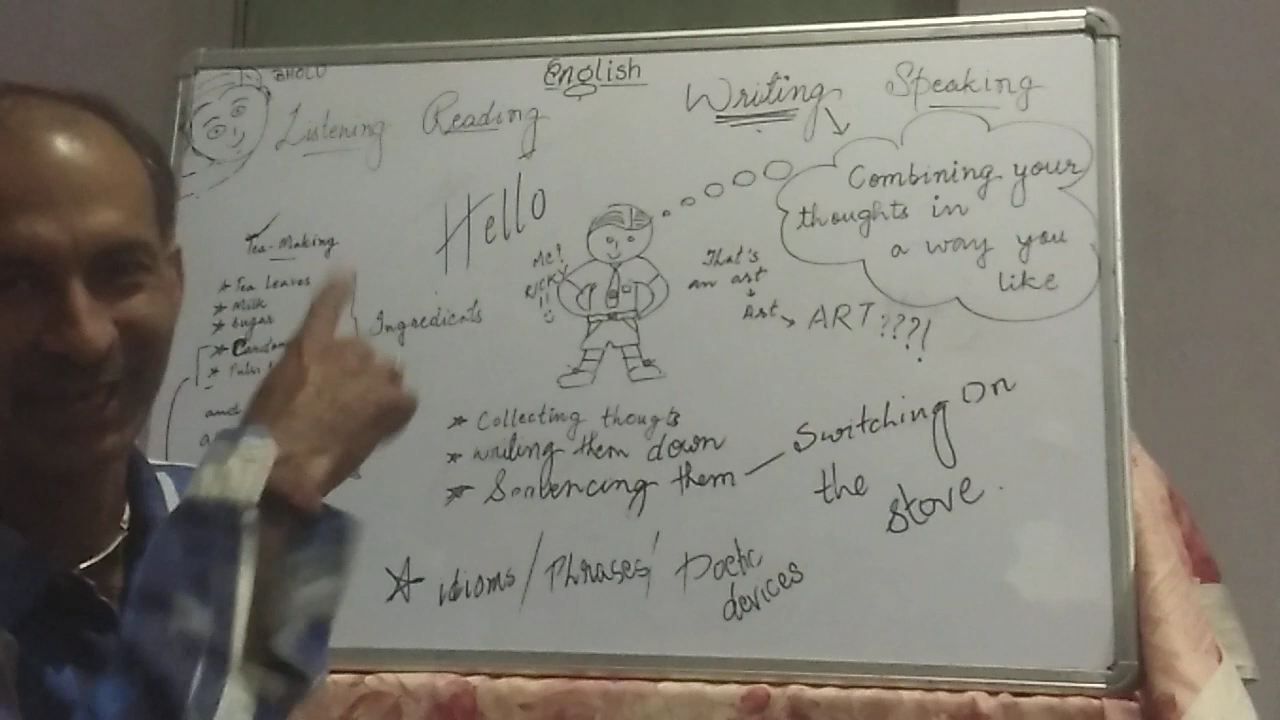 English
BHOLU
Listening Reading Writing Speaking
Combining your
thoughts in
a way you
like
Hello
Tea-Making
* Tea Leaves
* Milk
* Sugar
Ingredients
and
Me!
RICKY
!!
That's
an art
Art
ART ???!
* Collecting thougts
* writing them down
* Sentencing them — Switching On
the
stove.
* idioms / Phrases / Poetic
devices